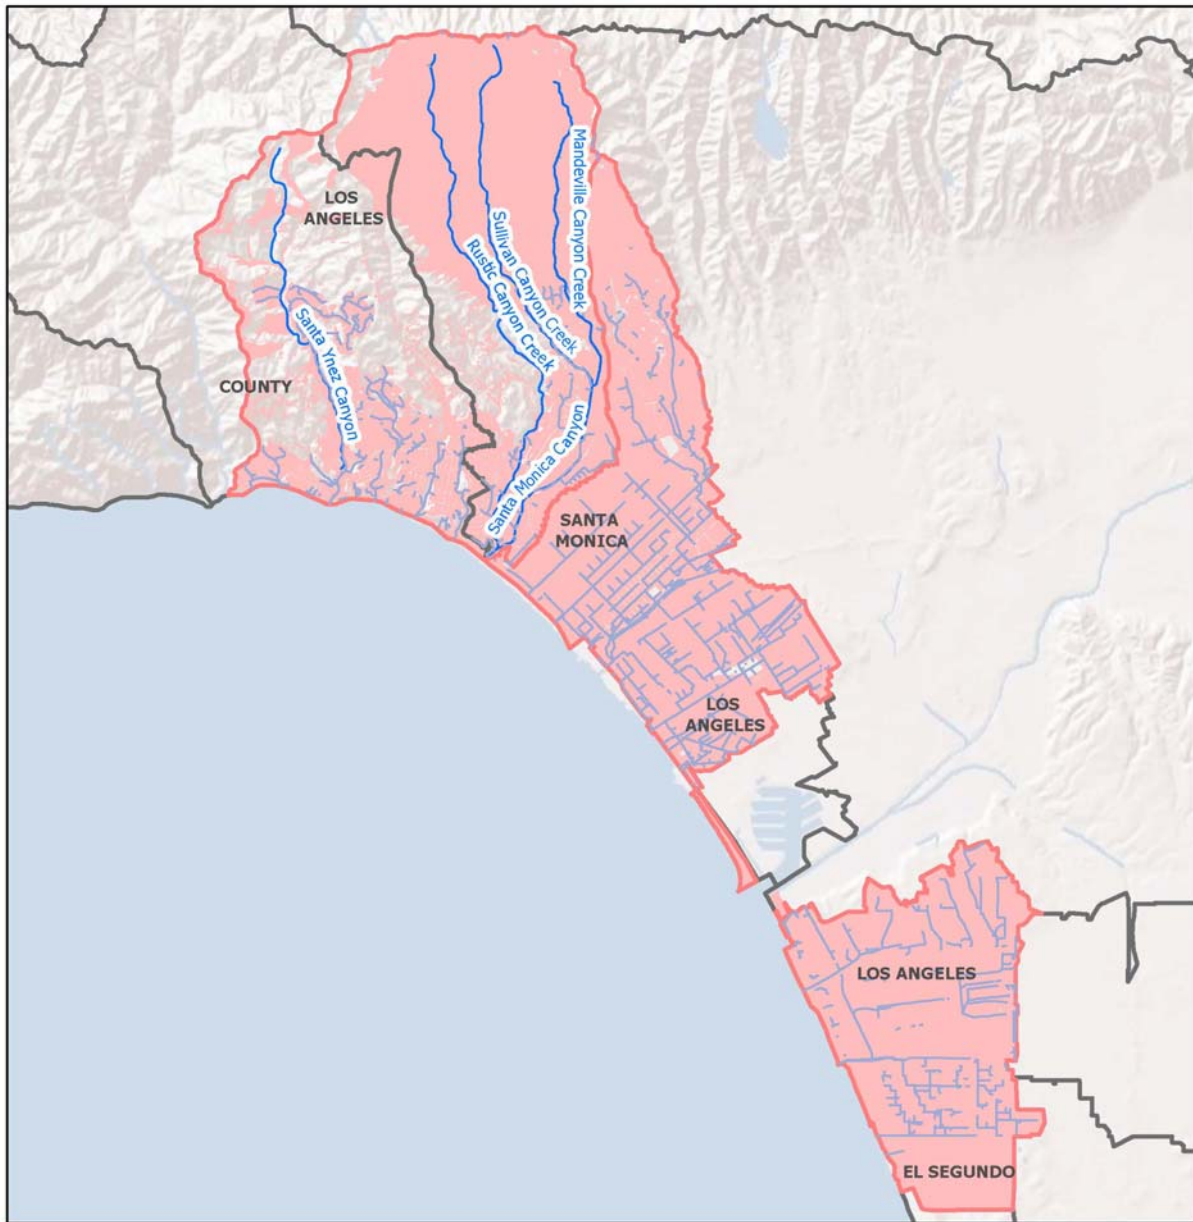 LOS
ANGELES
COUNTY
Santa Ynez Canyon
Rustic Canyon Creek
Sullivan Canyon Creek
Mandeville Canyon Creek
Santa Monica Canyon
SANTA
MONICA
LOS
ANGELES
LOS ANGELES
EL SEGUNDO